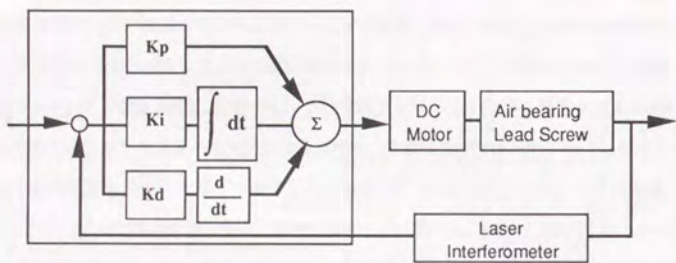 Kp
Ki
∫ dt
Kd
d
dt
Σ
DC
Motor
Air bearing
Lead Screw
Laser
Interferometer